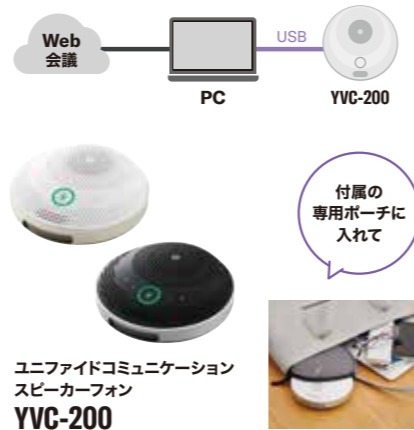 Web
会議
USB
PC
YVC-200
付属の
専用ポーチに
入れて
ユニファイドコミュニケーション
スピーカーフォン
YVC-200